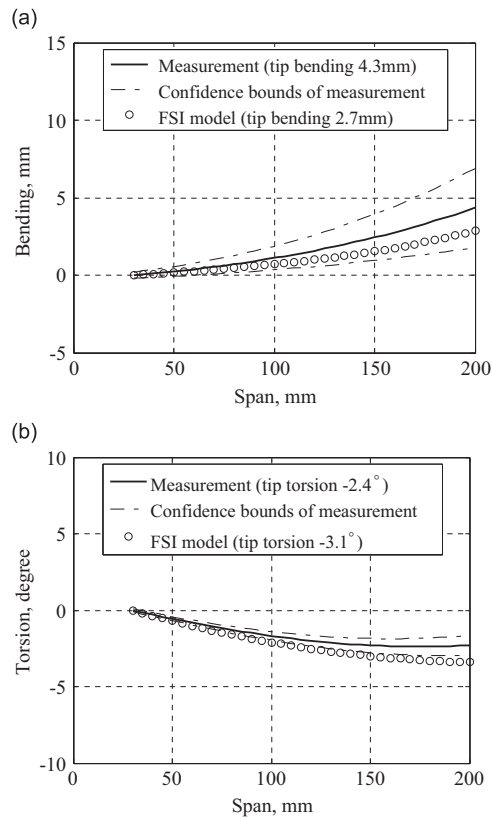 (a)
15
10
5
0
-5
Bending, mm
Measurement (tip bending 4.3mm)
Confidence bounds of measurement
FSI model (tip bending 2.7mm)
0
50
100
150
200
Span, mm
(b)
10
5
0
-5
-10
Torsion, degree
Measurement (tip torsion -2.4°)
Confidence bounds of measurement
FSI model (tip torsion -3.1°)
0
50
100
150
200
Span, mm